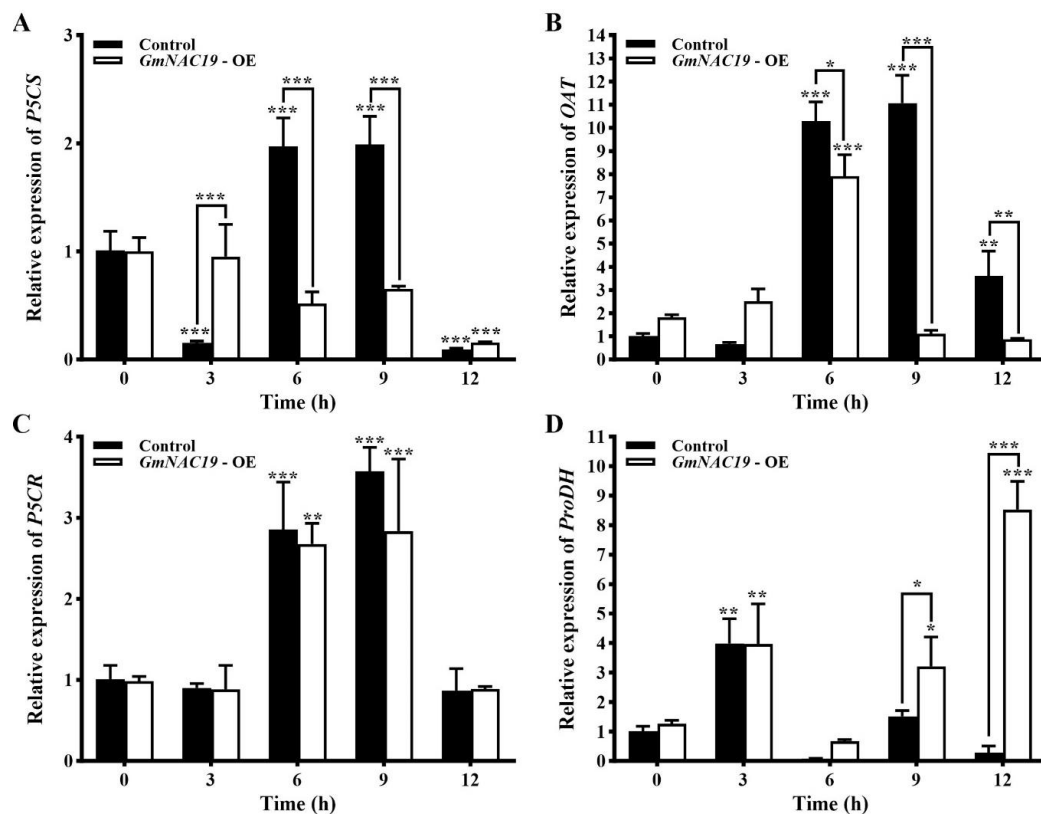 A
Control
GmNAC19 - OE
Relative expression of P5CS
3
2
1
0
***
***
***
***
***
***
***
***
0 3 6 9 12
Time (h)
B
Control
GmNAC19 - OE
Relative expression of OAT
14
13
12
11
10
9
8
7
6
5
4
3
2
1
0
***
*
***
***
***
**
**
0 3 6 9 12
Time (h)
C
Control
GmNAC19 - OE
Relative expression of P5CR
4
3
2
1
0
***
**
***
***
0 3 6 9 12
Time (h)
D
Control
GmNAC19 - OE
Relative expression of ProDH
11
10
9
8
7
6
5
4
3
2
1
0
** **
*
*
***
***
0 3 6 9 12
Time (h)